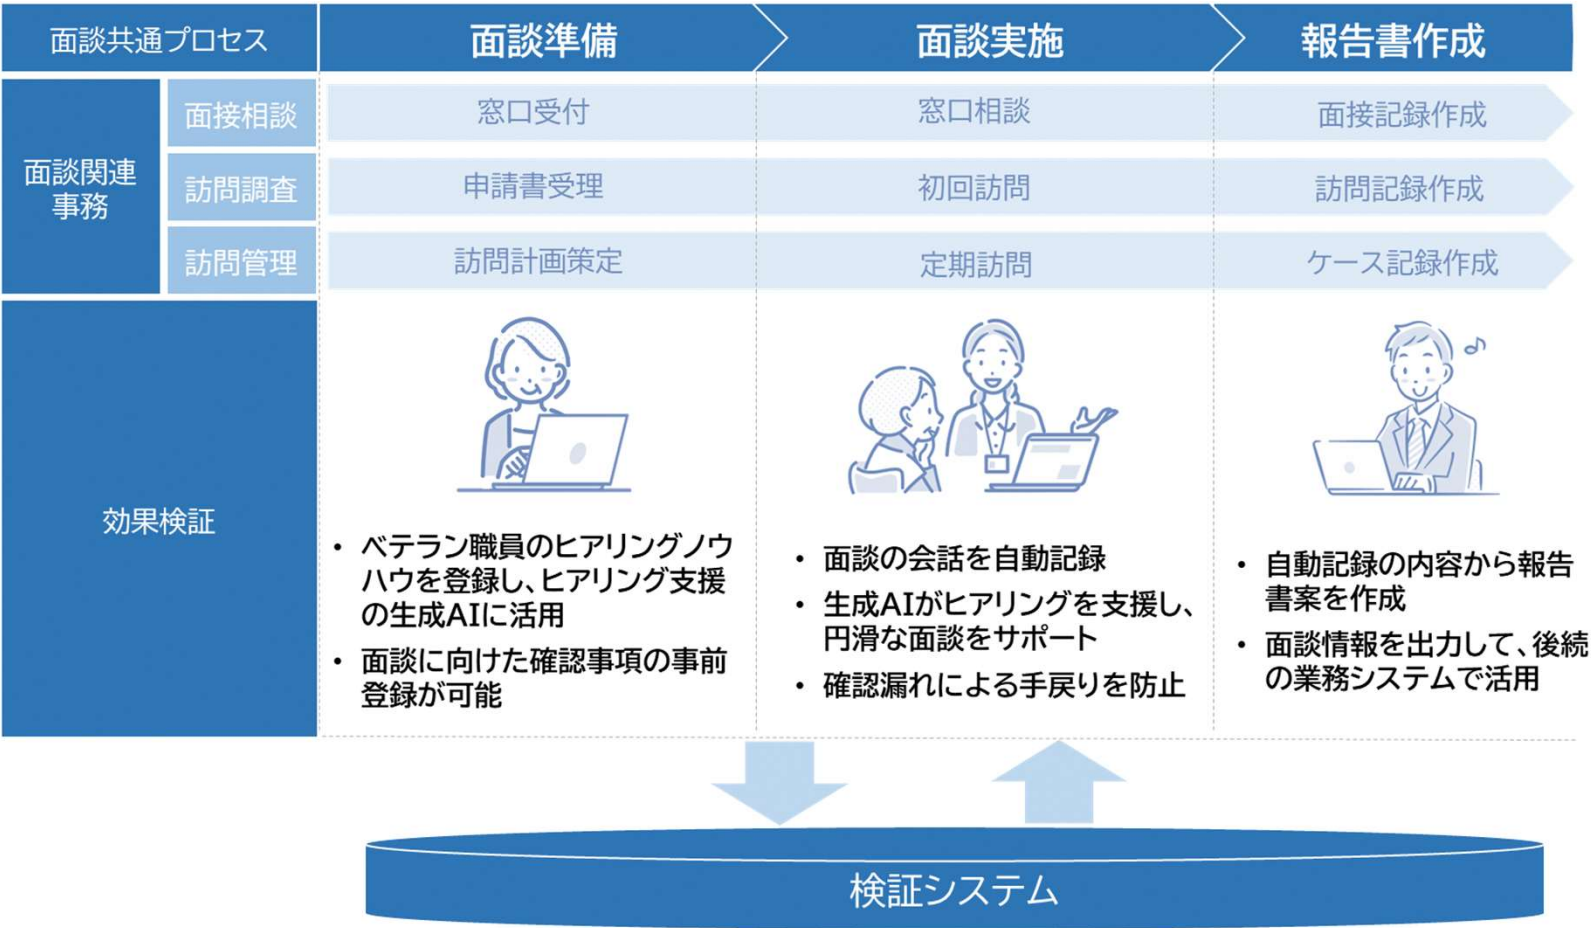 面談共通プロセス
面談準備
面談実施
報告書作成
面談関連
事務
面接相談
窓口受付
窓口相談
面接記録作成
訪問調査
申請書受理
初回訪問
訪問記録作成
訪問管理
訪問計画策定
定期訪問
ケース記録作成
効果検証
・ベテラン職員のヒアリングノウ
ハウを登録し、ヒアリング支援
の生成AIに活用
・面談に向けた確認事項の事前
登録が可能
・面談の会話を自動記録
・生成AIがヒアリングを支援し、
円滑な面談をサポート
・確認漏れによる手戻りを防止
・自動記録の内容から報告
書案を作成
・面談情報を出力して、後続
の業務システムで活用
検証システム